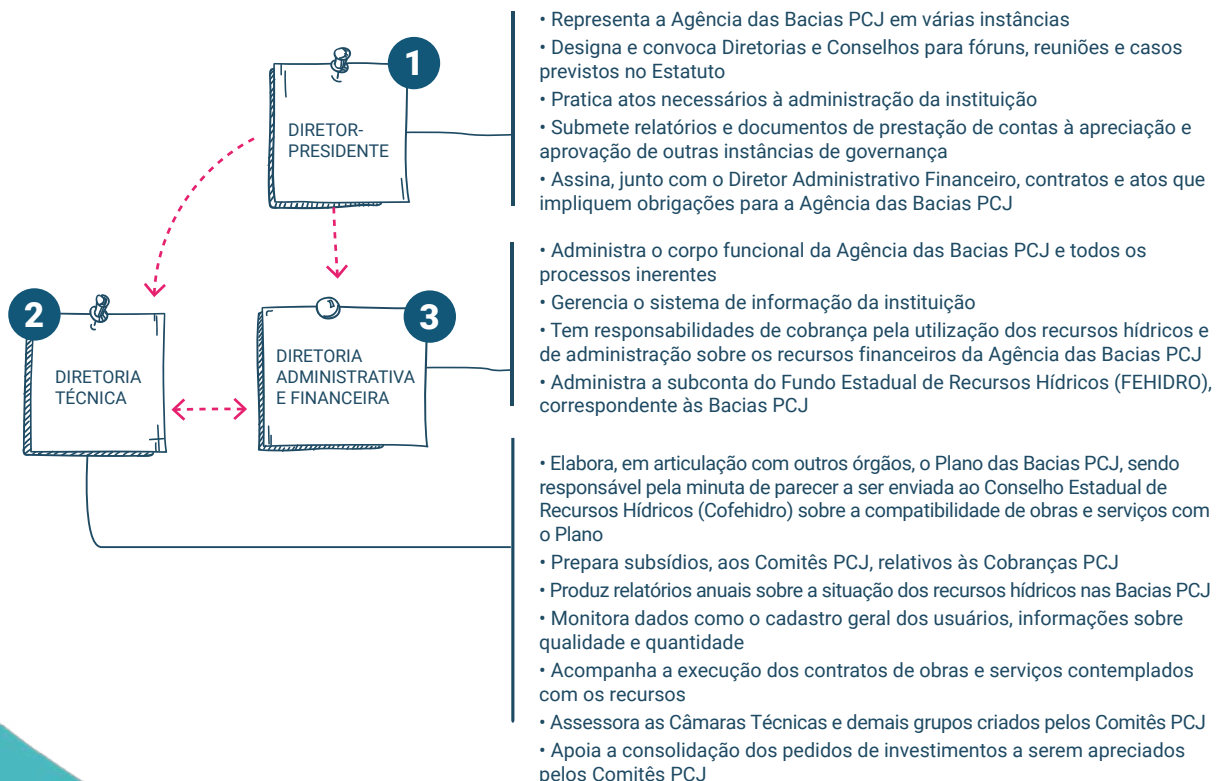 1
DIRETOR-
PRESIDENTE
• Representa a Agência das Bacias PCJ em várias instâncias
• Designa e convoca Diretorias e Conselhos para fóruns, reuniões e casos
previstos no Estatuto
• Pratica atos necessários à administração da instituição
• Submete relatórios e documentos de prestação de contas à apreciação e
aprovação de outras instâncias de governança
• Assina, junto com o Diretor Administrativo Financeiro, contratos e atos que
impliquem obrigações para a Agência das Bacias PCJ
2
DIRETORIA
TÉCNICA
3
DIRETORIA
ADMINISTRATIVA
E FINANCEIRA
• Administra o corpo funcional da Agência das Bacias PCJ e todos os
processos inerentes
• Gerencia o sistema de informação da instituição
• Tem responsabilidades de cobrança pela utilização dos recursos hídricos e
de administração sobre os recursos financeiros da Agência das Bacias PCJ
• Administra a subconta do Fundo Estadual de Recursos Hídricos (FEHIDRO),
correspondente às Bacias PCJ
• Elabora, em articulação com outros órgãos, o Plano das Bacias PCJ, sendo
responsável pela minuta de parecer a ser enviada ao Conselho Estadual de
Recursos Hídricos (Cofehidro) sobre a compatibilidade de obras e serviços com
o Plano
• Prepara subsídios, aos Comitês PCJ, relativos às Cobranças PCJ
• Produz relatórios anuais sobre a situação dos recursos hídricos nas Bacias PCJ
• Monitora dados como o cadastro geral dos usuários, informações sobre
qualidade e quantidade
• Acompanha a execução dos contratos de obras e serviços contemplados
com os recursos
• Assessora as Câmaras Técnicas e demais grupos criados pelos Comitês PCJ
• Apoia a consolidação dos pedidos de investimentos a serem apreciados
pelos Comitês PCJ